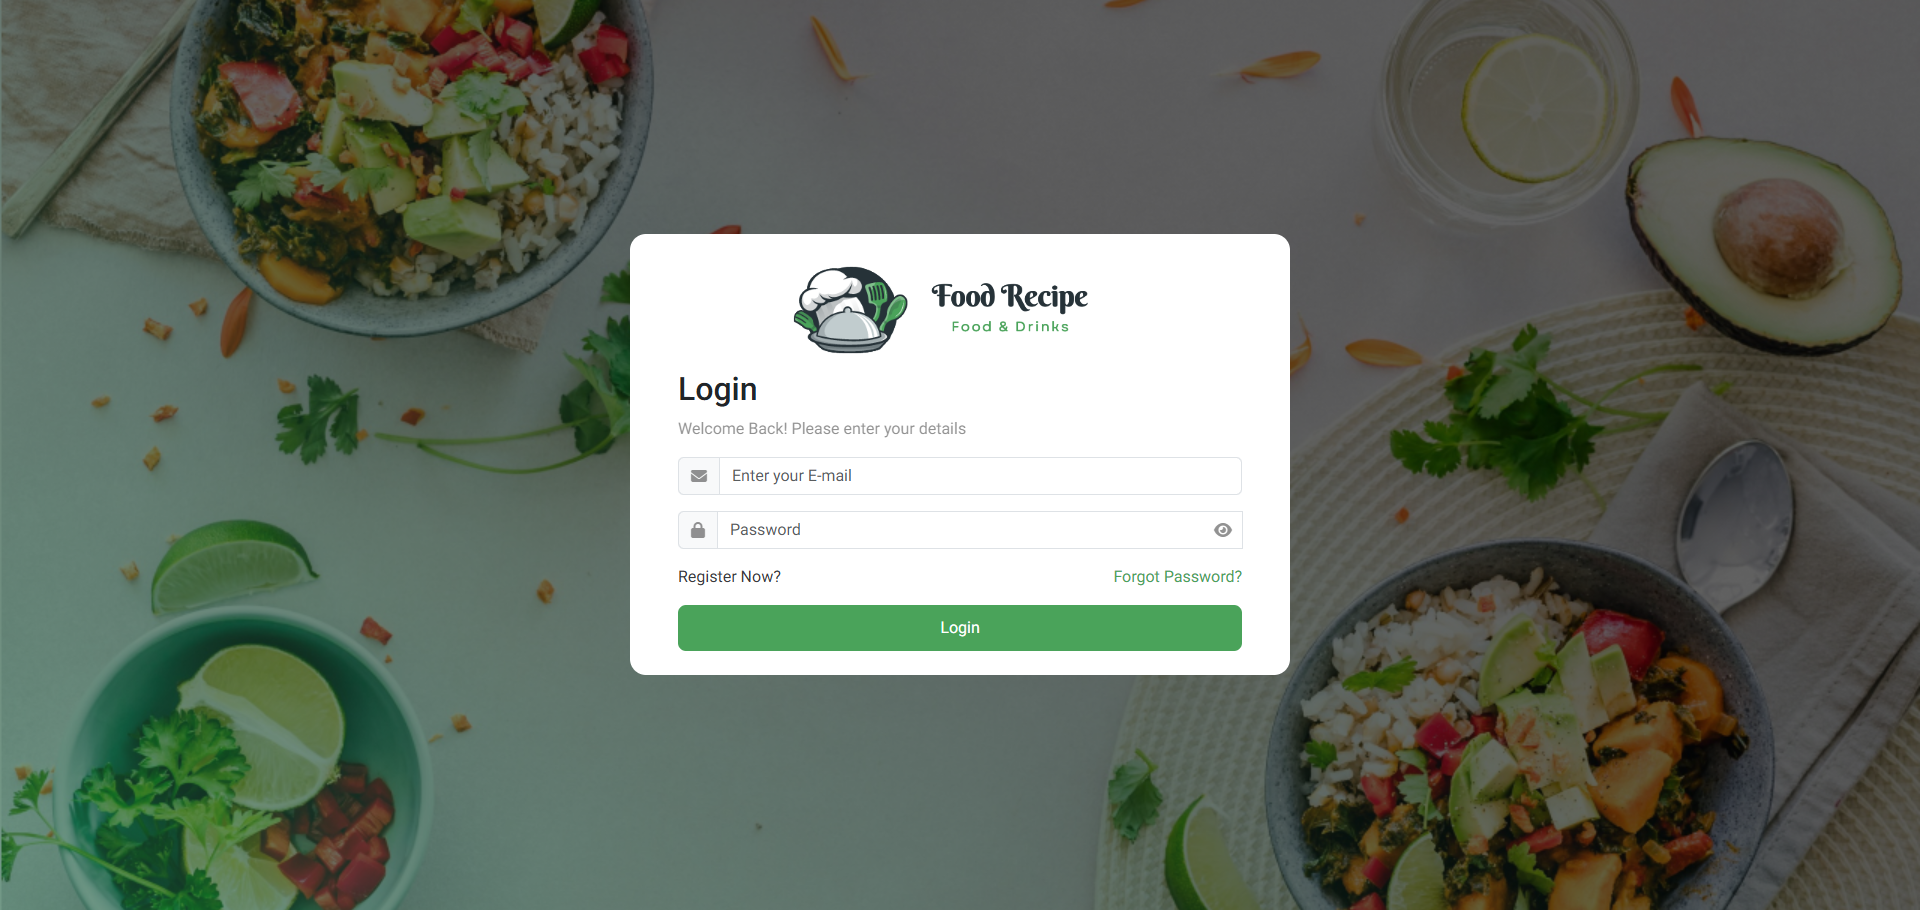 Food Recipe
Food & Drinks
Login
Welcome Back! Please enter your details
Enter your E-mail
Password
Register Now? Forgot Password?
Login